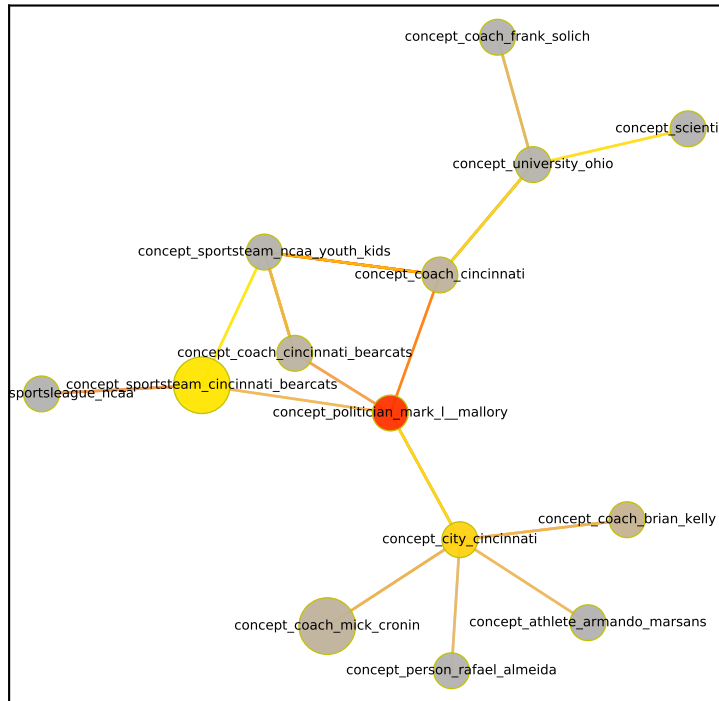 concept_coach_frank_solich
concept_scienti
concept_university_ohio
concept_sportsteam_ncaa_youth_kids
concept_coach_cincinnati
concept_coach_cincinnati_bearcats
concept_sportsteam_cincinnati_bearcats
sportsleague_ncaa
concept_politician_mark_l__mallory
concept_coach_brian_kelly
concept_city_cincinnati
concept_athlete_armando_marsans
concept_coach_mick_cronin
concept_person_rafael_almeida